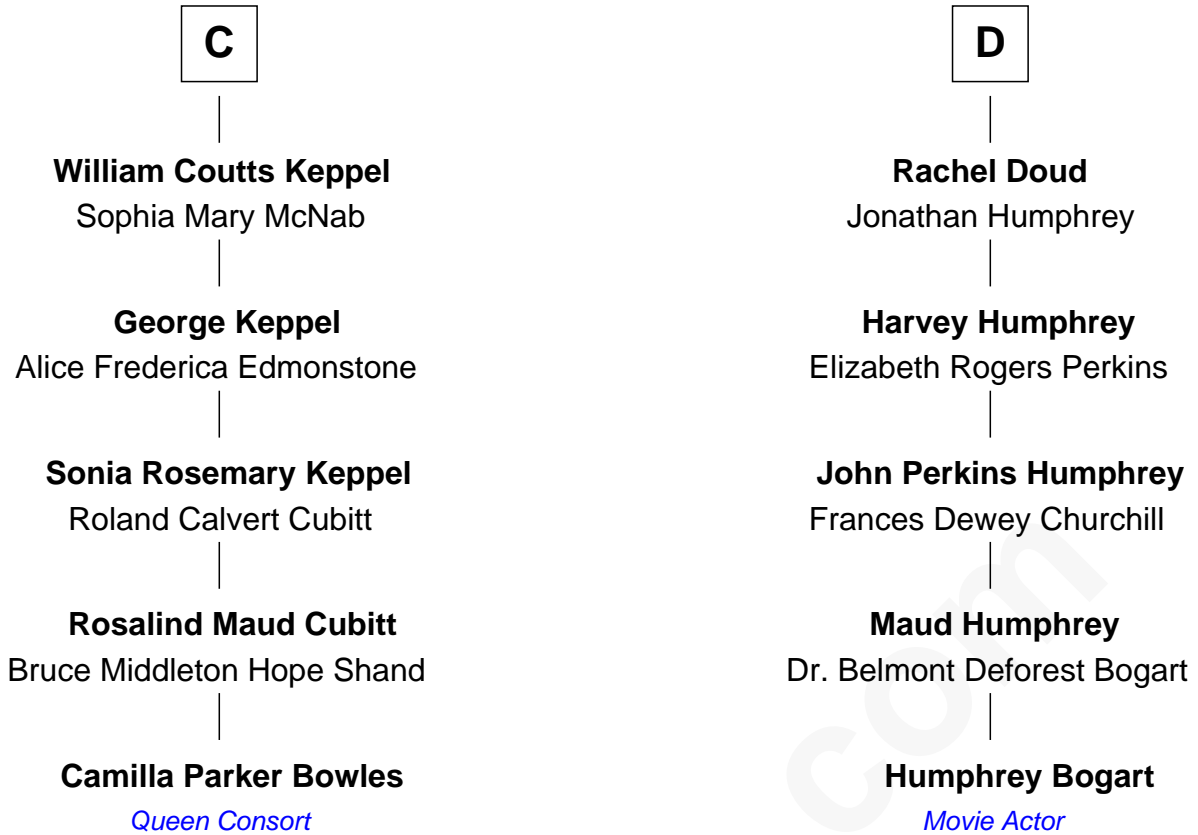 C
William Coutts Keppel
Sophia Mary McNab
George Keppel
Alice Frederica Edmonstone
Sonia Rosemary Keppel
Roland Calvert Cubitt
Rosalind Maud Cubitt
Bruce Middleton Hope Shand
Camilla Parker Bowles
Queen Consort
D
Rachel Doud
Jonathan Humphrey
Harvey Humphrey
Elizabeth Rogers Perkins
John Perkins Humphrey
Frances Dewey Churchill
Maud Humphrey
Dr. Belmont Deforest Bogart
Humphrey Bogart
Movie Actor
com